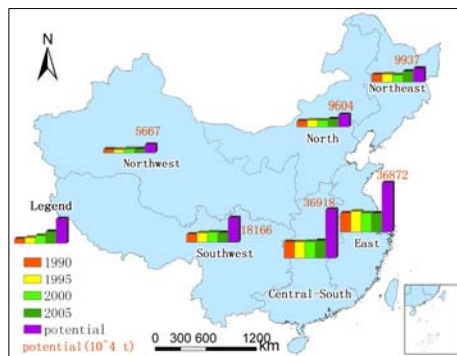 N
9937
Northeast
9604
North
5667
Northwest
36872
East
36918
Central-South
18166
Southwest
Legend
1990
1995
2000
2005
potential
potential(10^4 t)
0 300 600 1200
km